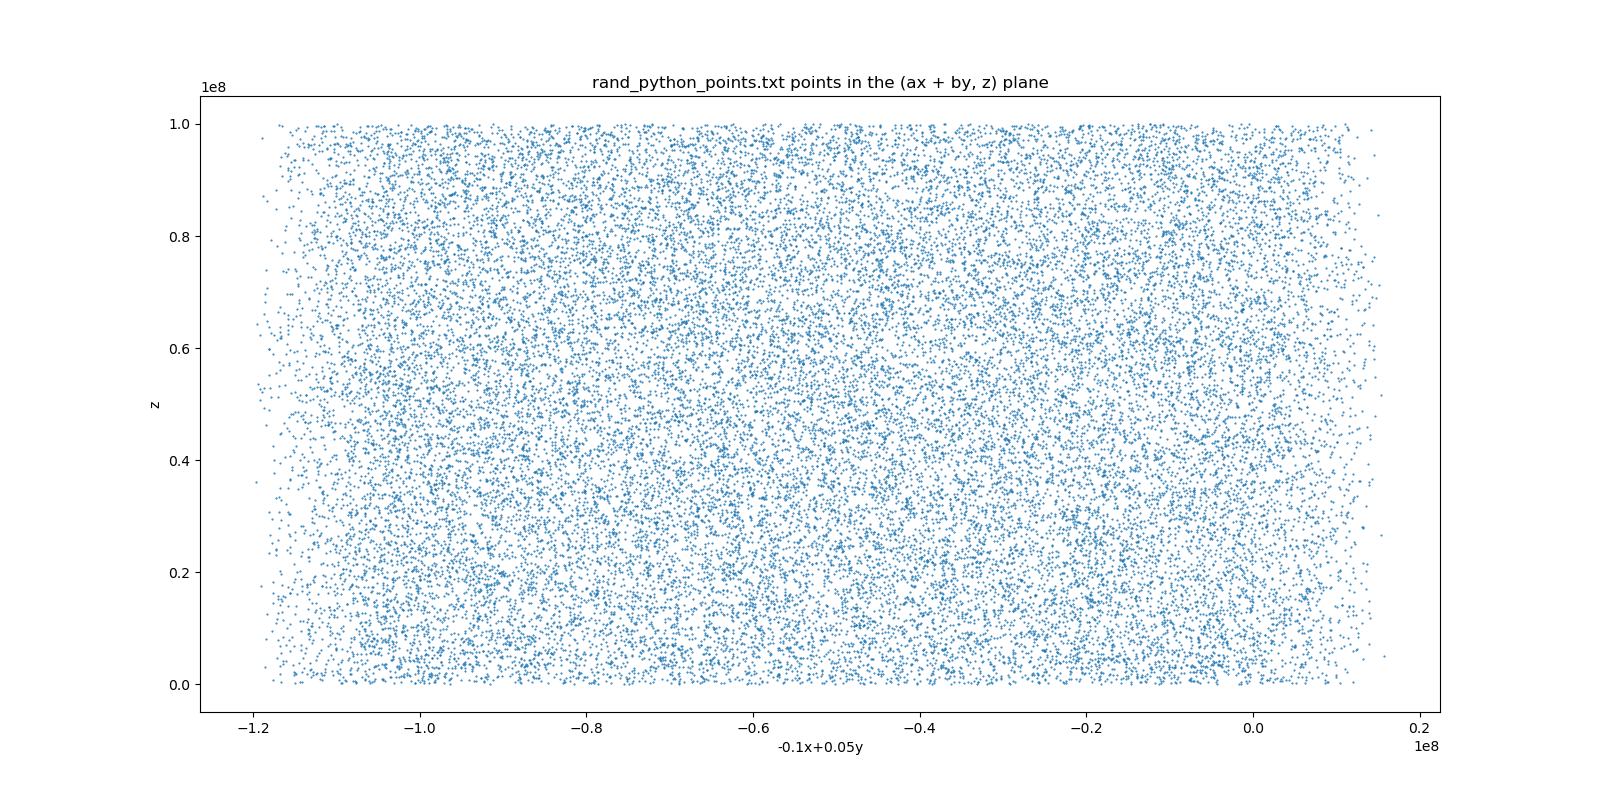 rand_python_points.txt points in the (ax + by, z) plane
1e8
1.0
0.8
0.6
z
0.4
0.2
0.0
−1.2 −1.0 −0.8 −0.6 −0.4 −0.2 0.0 0.2
-0.1x+0.05y
1e8